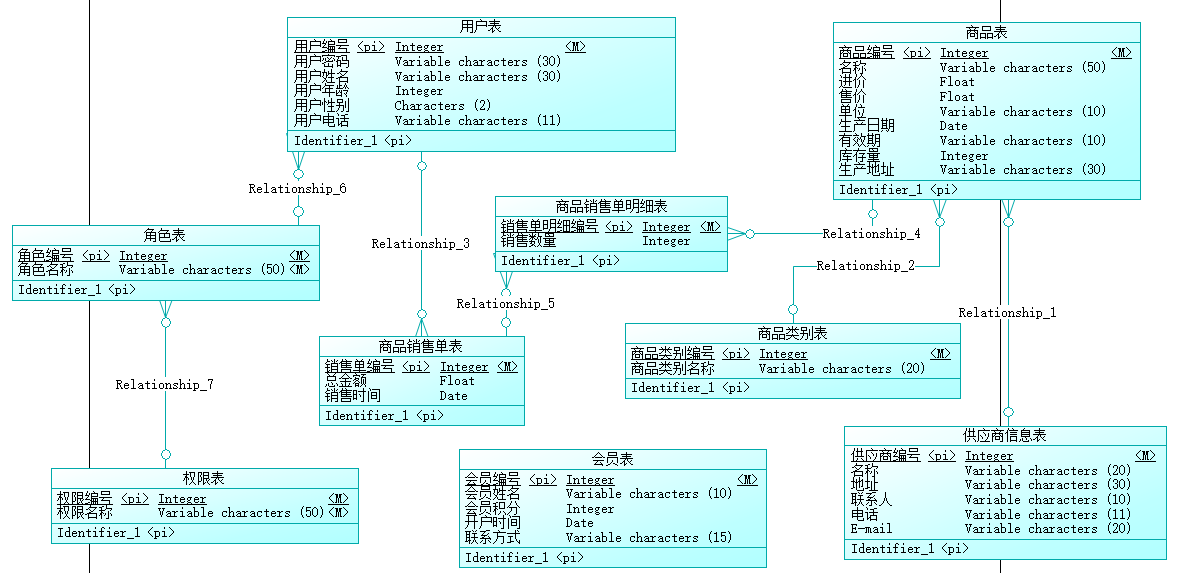 用户表
用户编号 <pi> Integer <M>
用户密码 Variable characters (30)
用户姓名 Variable characters (30)
用户年龄 Integer
用户性别 Characters (2)
用户电话 Variable characters (11)
Identifier_1 <pi>
商品表
商品编号 <pi> Integer <M>
名称 Variable characters (50)
进价 Float
售价 Float
单位 Variable characters (10)
生产日期 Date
有效期 Variable characters (10)
库存量 Integer
生产地址 Variable characters (30)
Identifier_1 <pi>
Relationship_6
商品销售单明细表
销售单明细编号 <pi> Integer <M>
销售数量 Integer
Identifier_1 <pi>
角色表
角色编号 <pi> Integer <M>
角色名称 Variable characters (50) <M>
Identifier_1 <pi>
Relationship_3
Relationship_4
Relationship_2
Relationship_5
Relationship_1
商品销售单表
销售单编号 <pi> Integer <M>
总金额 Float
销售时间 Date
Identifier_1 <pi>
商品类别表
商品类别编号 <pi> Integer <M>
商品类别名称 Variable characters (20)
Identifier_1 <pi>
Relationship_7
权限表
权限编号 <pi> Integer <M>
权限名称 Variable characters (50) <M>
Identifier_1 <pi>
会员表
会员编号 <pi> Integer <M>
会员姓名 Variable characters (10)
会员积分 Integer
开户时间 Date
联系方式 Variable characters (15)
Identifier_1 <pi>
供应商信息表
供应商编号 <pi> Integer <M>
名称 Variable characters (20)
地址 Variable characters (30)
联系人 Variable characters (10)
电话 Variable characters (11)
E-mail Variable characters (20)
Identifier_1 <pi>